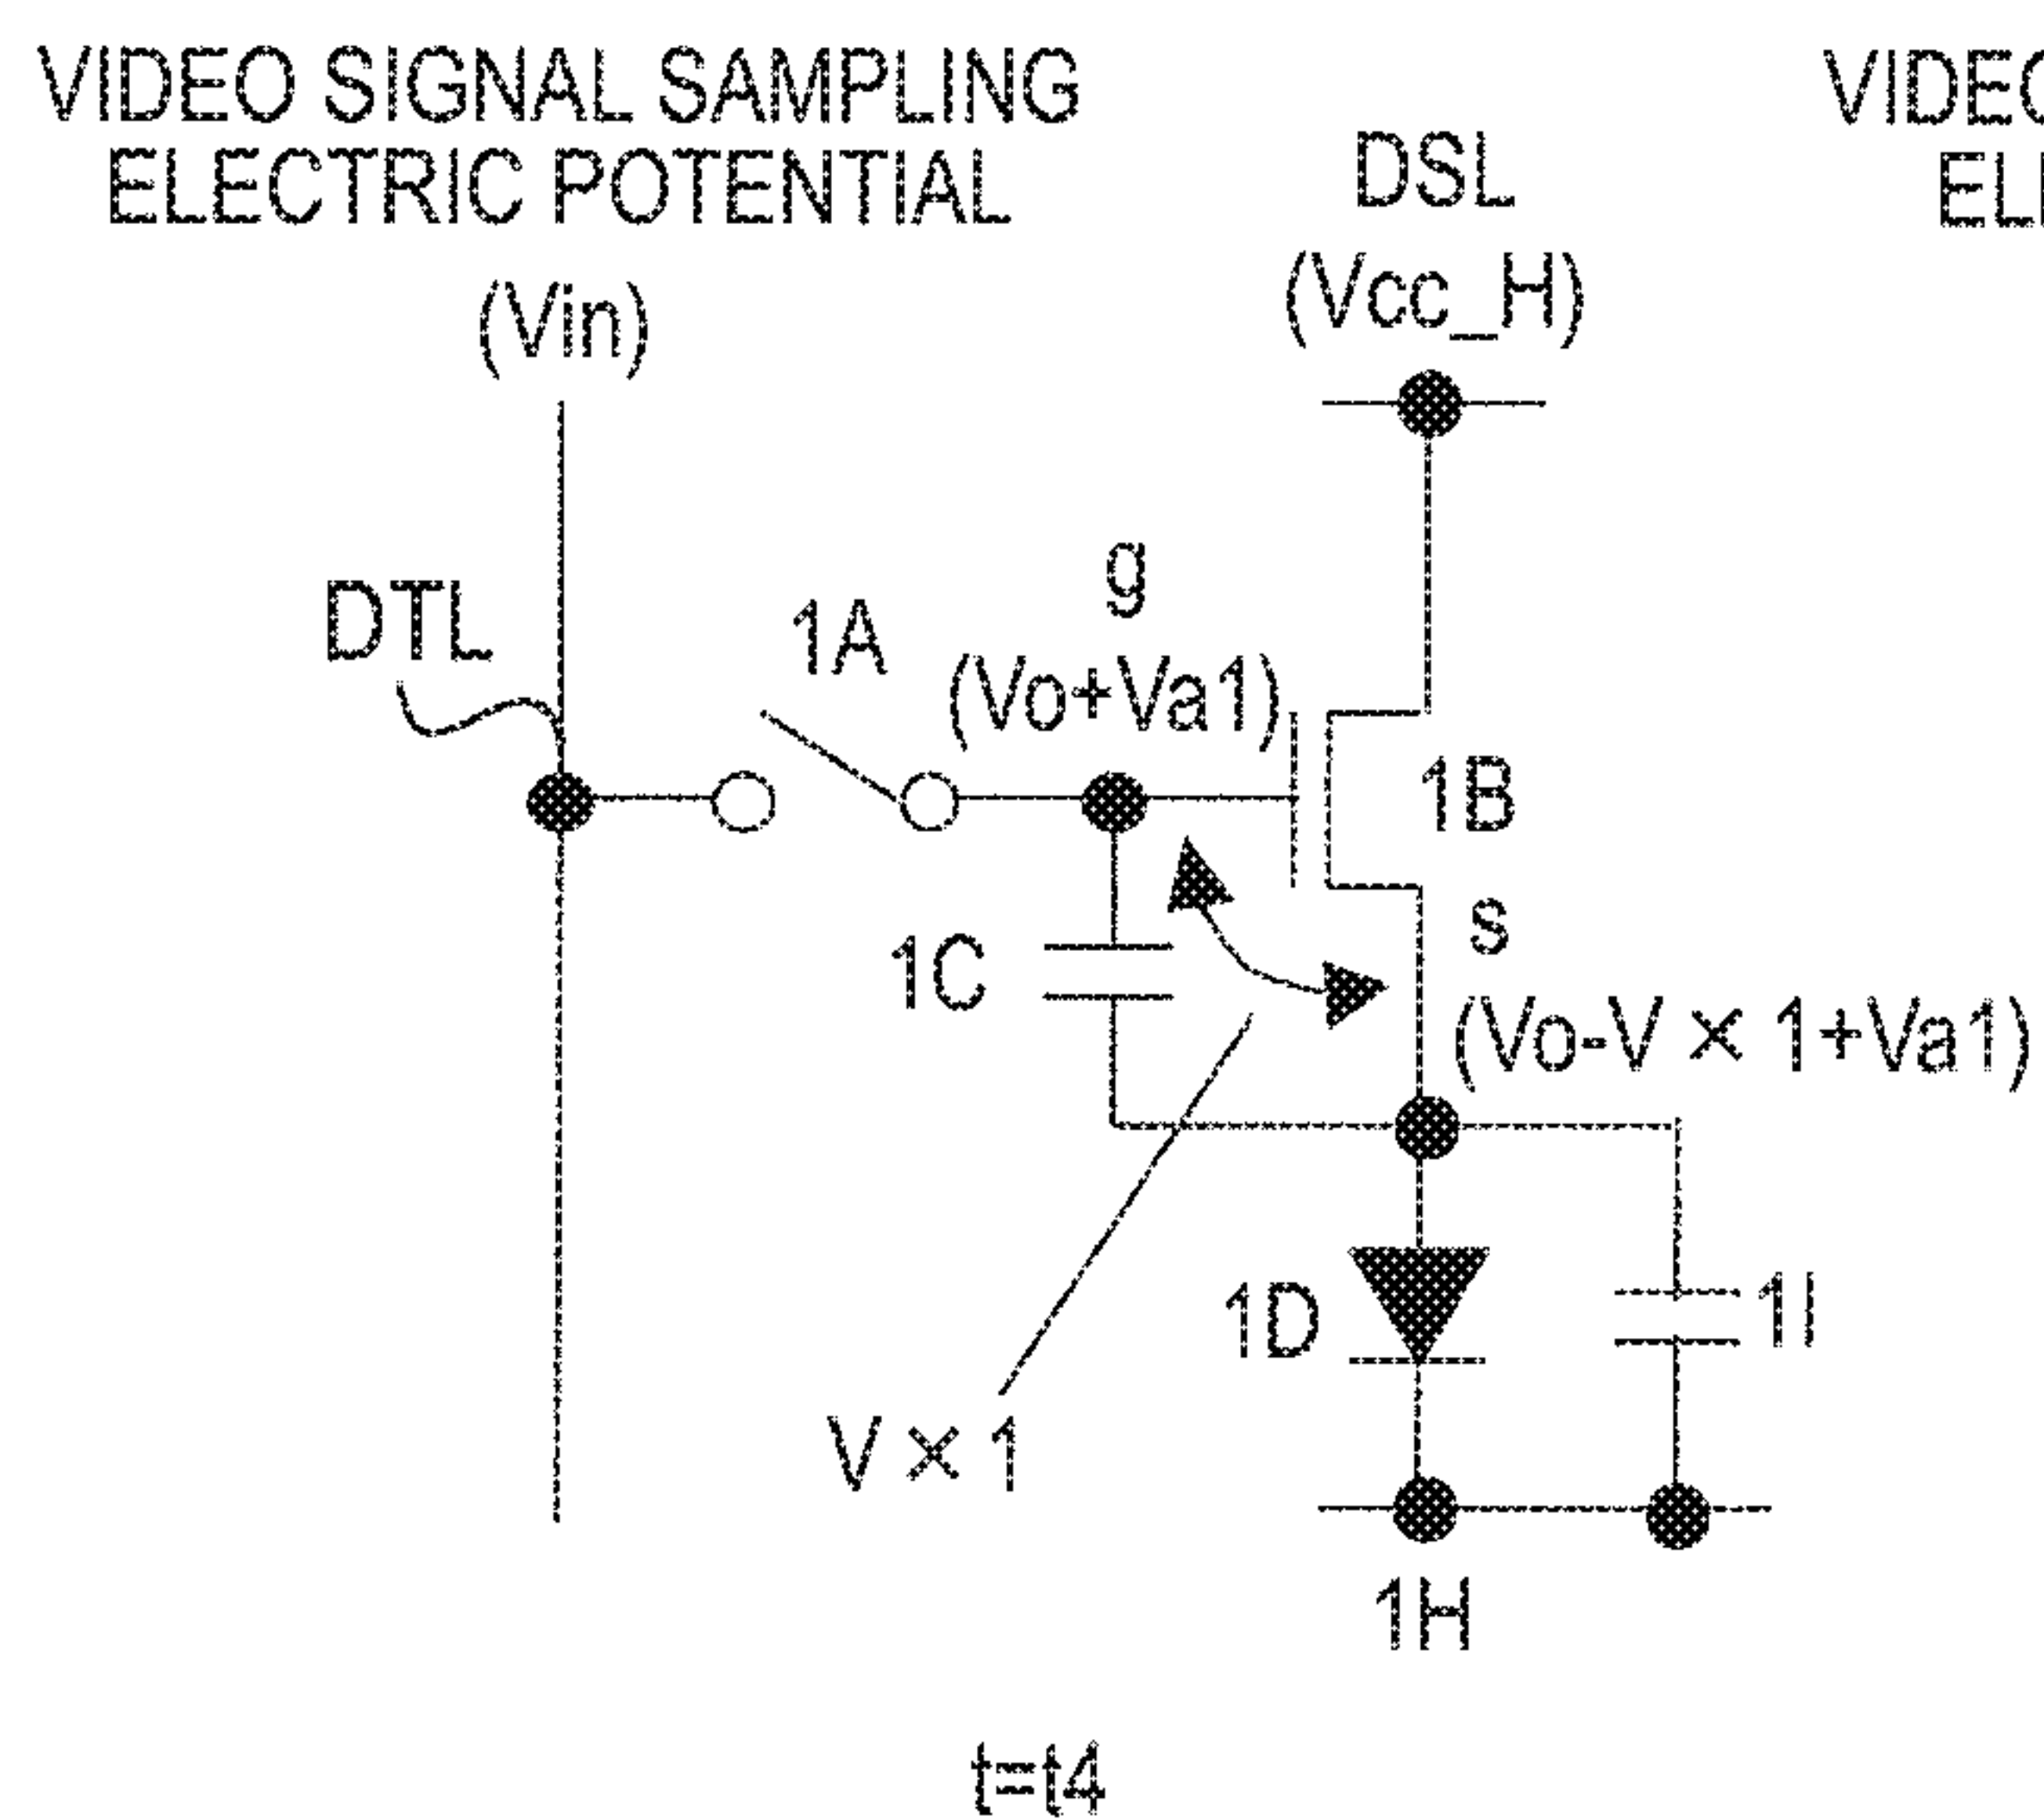 VIDEO SIGNAL SAMPLING
ELECTRIC POTENTIAL
(Vin)
DSL
(Vcc_H)
DTL
1A
g
(Vo+Va1)
1B
s
1C
(Vo-V × 1+Va1)
1D
1I
V × 1
1H
t=t4